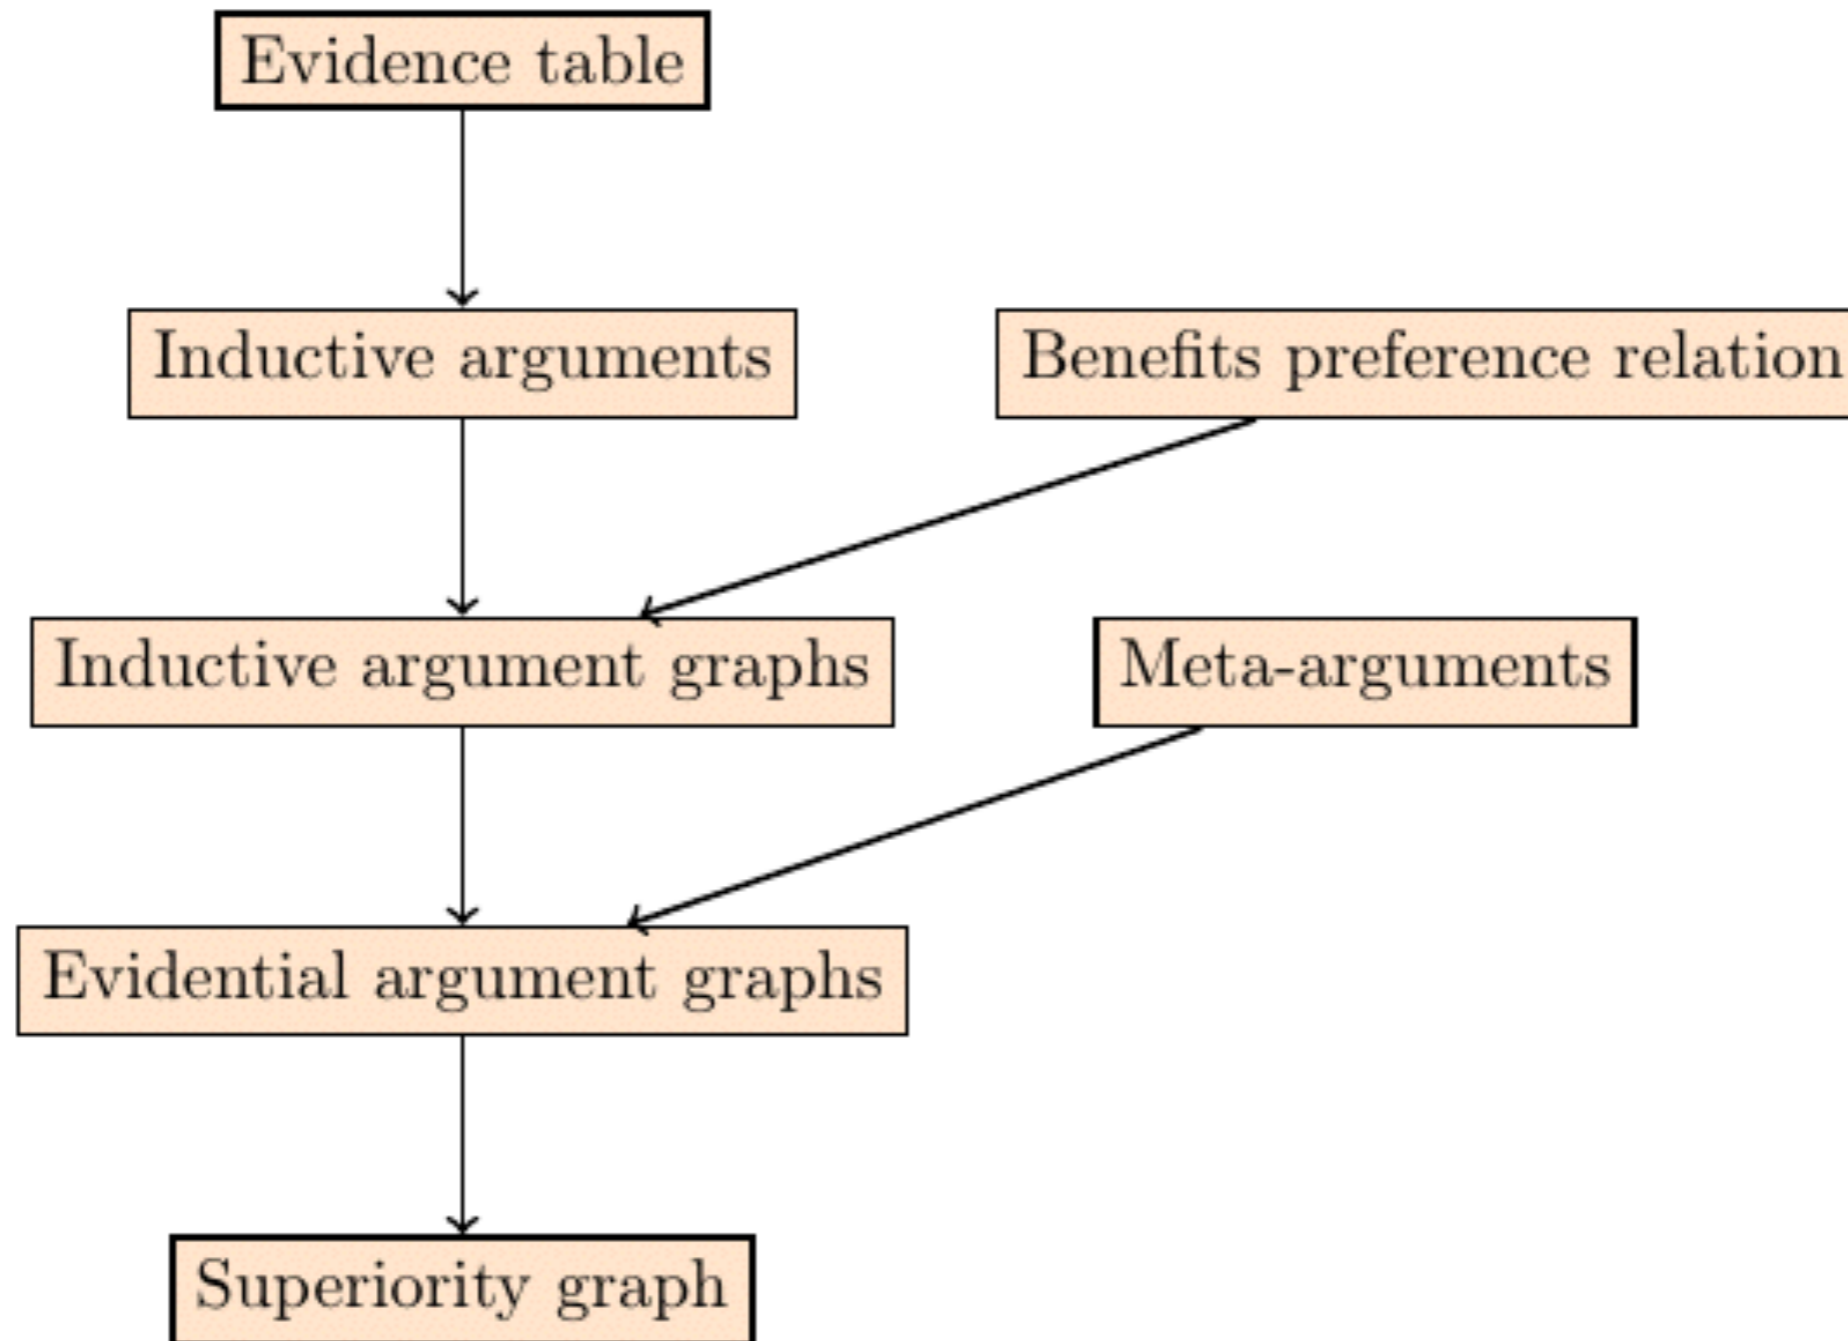 Evidence table
Inductive arguments
Benefits preference relation
Inductive argument graphs
Meta-arguments
Evidential argument graphs
Superiority graph